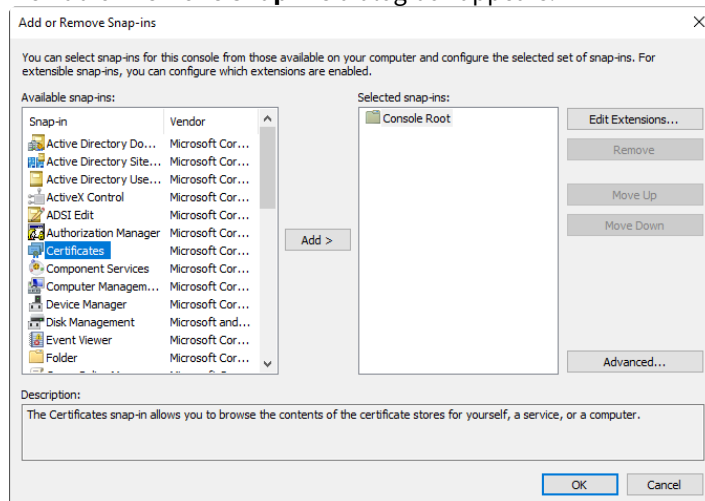 Add or Remove Snap-ins
You can select snap-ins for this console from those available on your computer and configure the selected set of snap-ins. For
extensible snap-ins, you can configure which extensions are enabled.
Available snap-ins:
Snap-in Vendor
Active Directory Do... Microsoft Cor...
Active Directory Site... Microsoft Cor...
Active Directory Use... Microsoft Cor...
ActiveX Control Microsoft Cor...
ADSI Edit Microsoft Cor...
Authorization Manager Microsoft Cor...
Certificates Microsoft Cor...
Component Services Microsoft Cor...
Computer Managem... Microsoft Cor...
Device Manager Microsoft Cor...
Disk Management Microsoft and...
Event Viewer Microsoft Cor...
Folder Microsoft Cor...
Add >
Selected snap-ins:
Console Root
Edit Extensions...
Remove
Move Up
Move Down
Advanced...
Description:
The Certificates snap-in allows you to browse the contents of the certificate stores for yourself, a service, or a computer.
OK Cancel